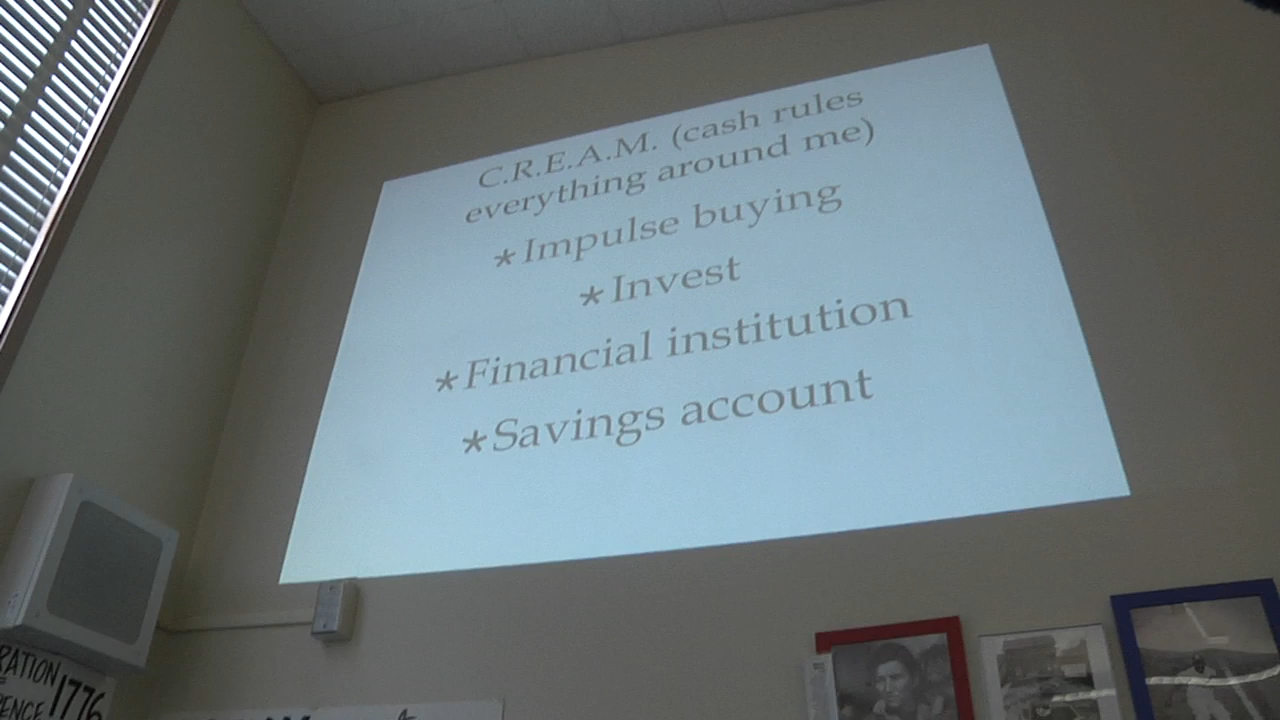 C.R.E.A.M. (cash rules
everything around me)
*Impulse buying
*Invest
*Financial institution
*Savings account
RATION
1776
ENCE